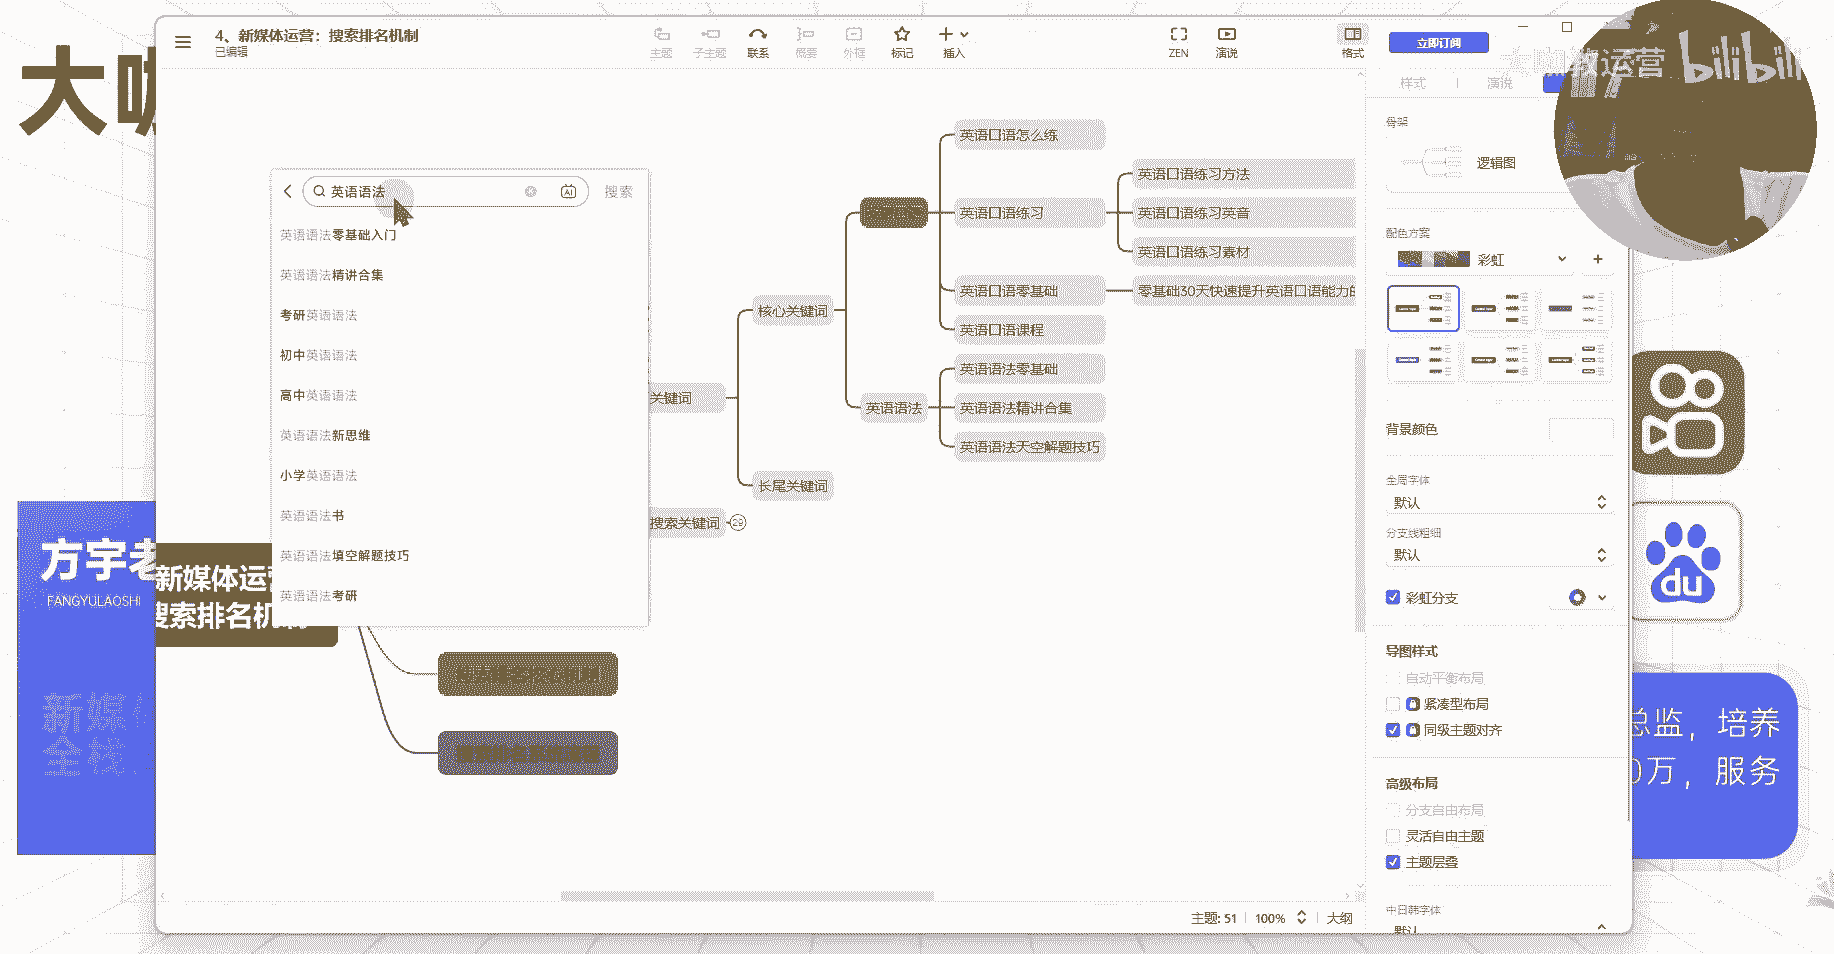 4、新媒体运营：搜索排名机制
已编辑
主题
子主题
联系
概要
外框
标记
插入
ZEN
演说
格式
立即订阅
大咖教运营 bilibili
样式
演说
大咖
英语语法
搜索
英语语法零基础入门
英语语法精讲合集
考研英语语法
初中英语语法
高中英语语法
英语语法新思维
小学英语语法
英语语法书
英语语法填空解题技巧
英语语法考研
关键词
搜索关键词
29
核心关键词
长尾关键词
英语语法
英语口语怎么练
英语口语练习
英语口语零基础
英语口语课程
英语语法零基础
英语语法精讲合集
英语语法天空解题技巧
英语口语练习方法
英语口语练习英音
英语口语练习素材
零基础30天快速提升英语口语能力的
骨架
逻辑图
配色方案
彩虹
背景颜色
全局字体
默认
分支线粗细
默认
彩虹分支
导图样式
自动平衡布局
紧凑型布局
同级主题对齐
高级布局
分支自由布局
灵活自由主题
主题层叠
中日韩字体
默认
主题: 51
100%
大纲
方宇老
FANGYULAOSHI
新媒体运营
搜索排名机制
新媒体
全栈
du
总监，培养
0万，服务